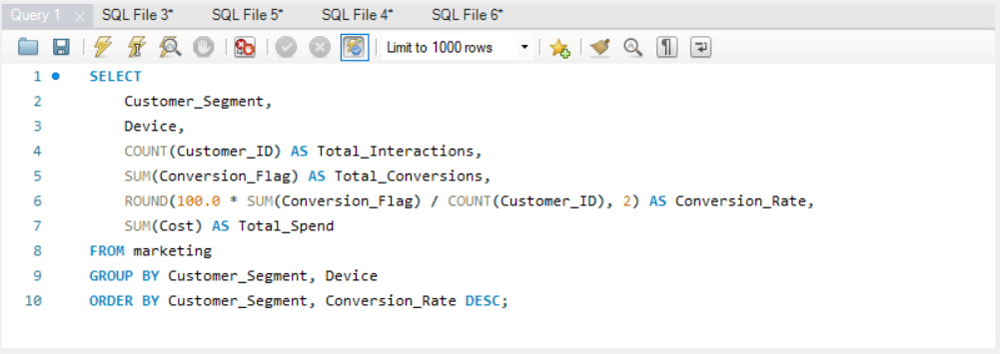 Query 1 SQL File 3* SQL File 5* SQL File 4* SQL File 6*
Limit to 1000 rows
1 SELECT
2 Customer_Segment,
3 Device,
4 COUNT(Customer_ID) AS Total_Interactions,
5 SUM(Conversion_Flag) AS Total_Conversions,
6 ROUND(100.0 * SUM(Conversion_Flag) / COUNT(Customer_ID), 2) AS Conversion_Rate,
7 SUM(Cost) AS Total_Spend
8 FROM marketing
9 GROUP BY Customer_Segment, Device
10 ORDER BY Customer_Segment, Conversion_Rate DESC;